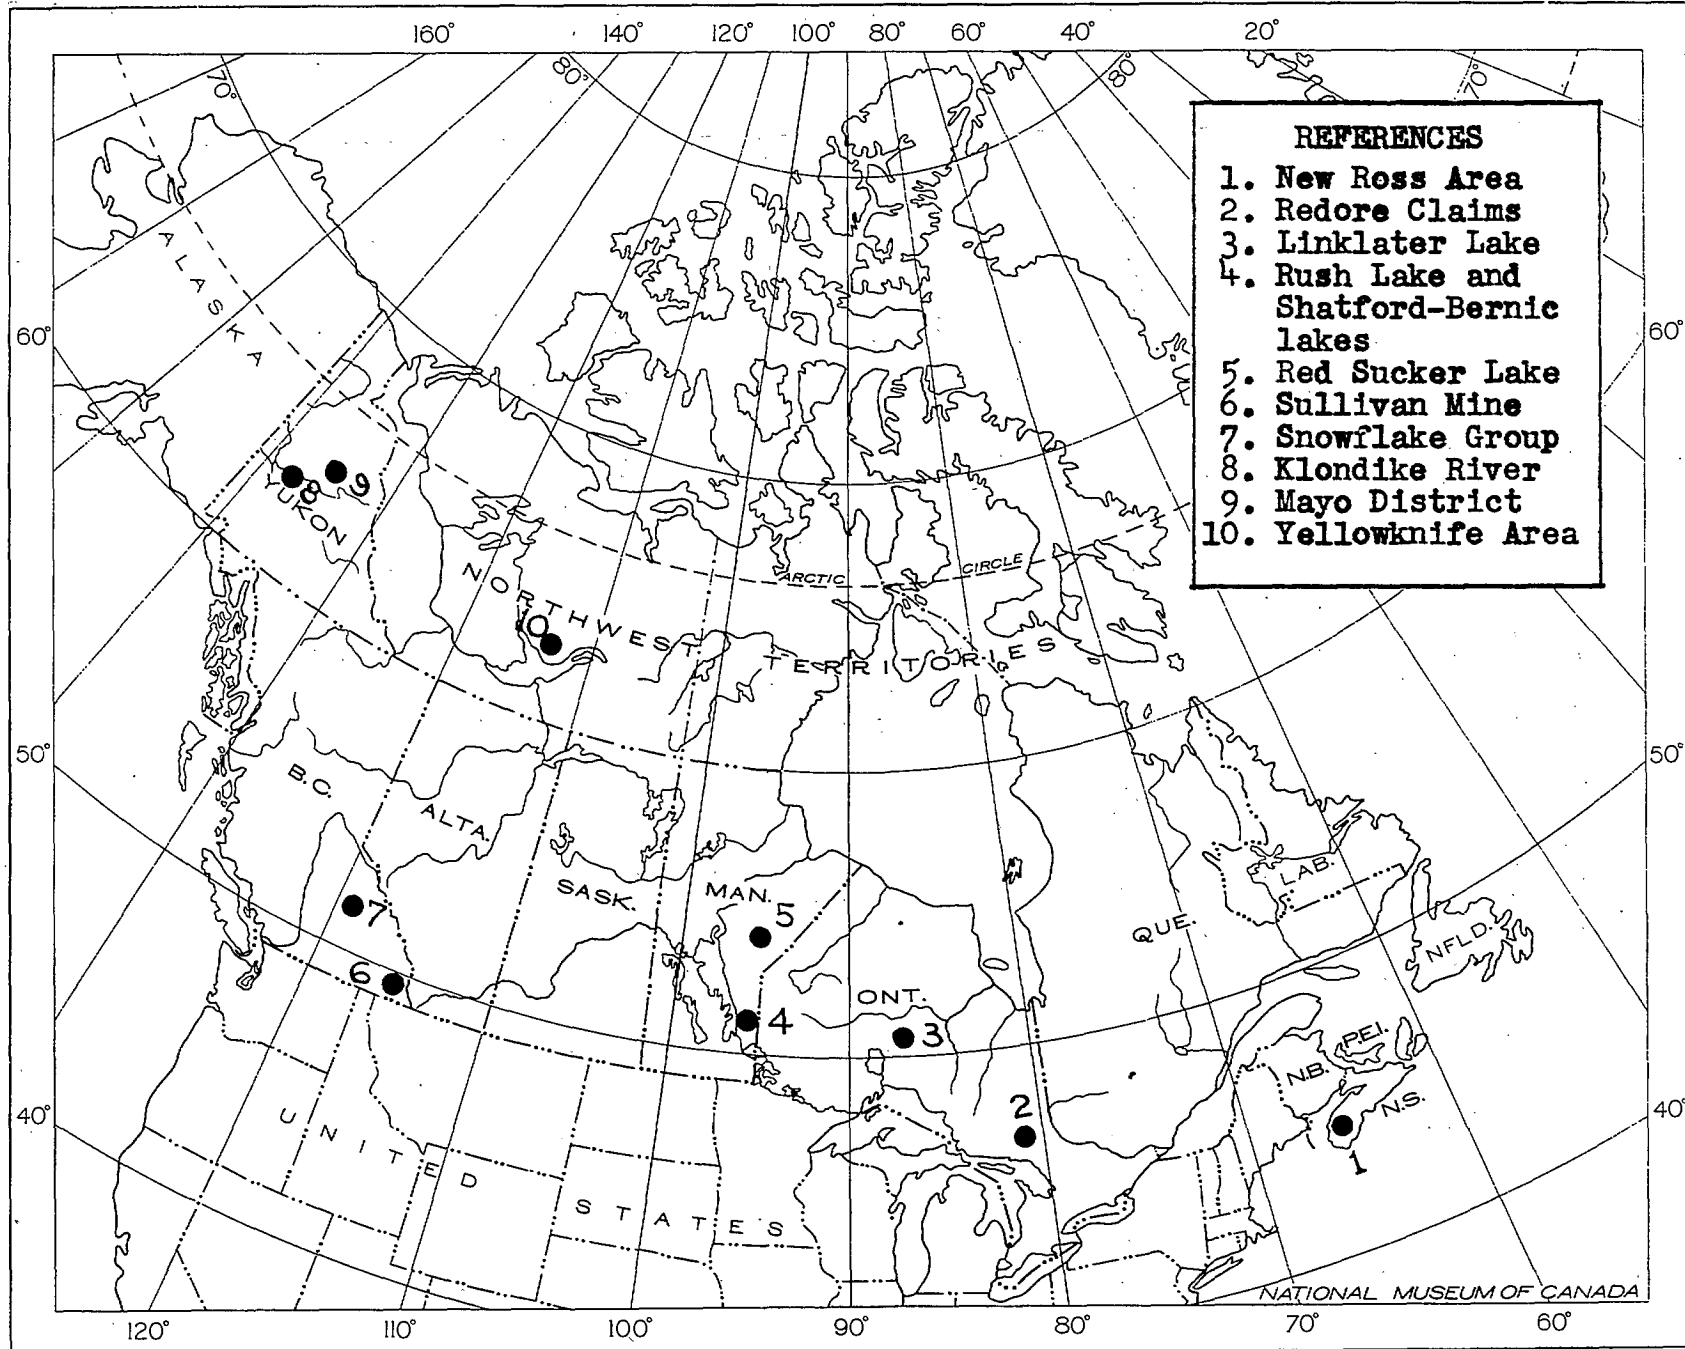 160° 140° 120° 100° 80° 60° 40° 20°
70° 80° 80° 70°
REFERENCES
1. New Ross Area
2. Redore Claims
3. Linklater Lake
4. Rush Lake and
Shatford-Bernic
lakes
5. Red Sucker Lake
6. Sullivan Mine
7. Snowflake Group
8. Klondike River
9. Mayo District
10. Yellowknife Area
ALASKA
60° 60°
8 9
YUKON
ARCTIC CIRCLE
NORTHWEST TERRITORIES
10
50° 50°
B.C.
ALTA.
SASK.
MAN.
LAB.
QUE.
NFLD.
7
5
6
ONT.
4
3
P.E.I.
N.B.
N.S.
2
1
40° 40°
UNITED STATES
NATIONAL MUSEUM OF CANADA
120° 110° 100° 90° 80° 70° 60°